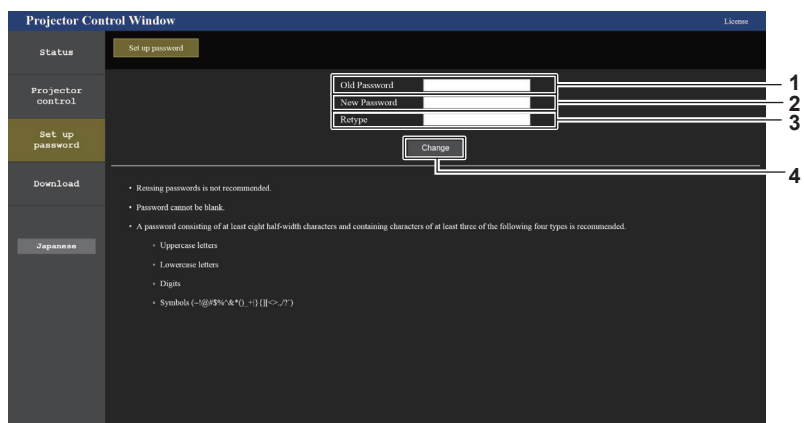 Projector Control Window
License
Status
Set up password
Projector
control
Set up
password
Download
Japanese
Old Password
New Password
Retype
Change
1
2
3
4
• Reusing passwords is not recommended.
• Password cannot be blank.
• A password consisting of at least eight half-width characters and containing characters of at least three of the following four types is recommended.
Uppercase letters
Lowercase letters
Digits
Symbols (~!@#$%^&*()_+|}{][<>.,/?`)